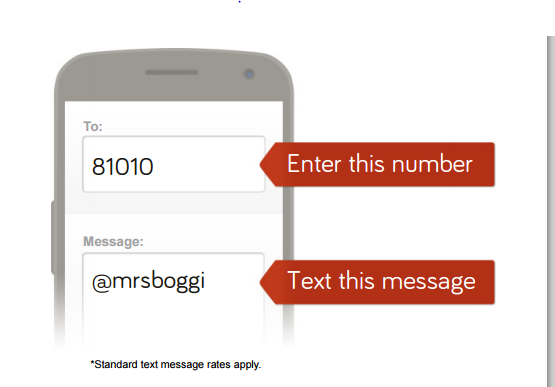 To:
81010
Enter this number
Message:
@mrsboggi
Text this message
*Standard text message rates apply.